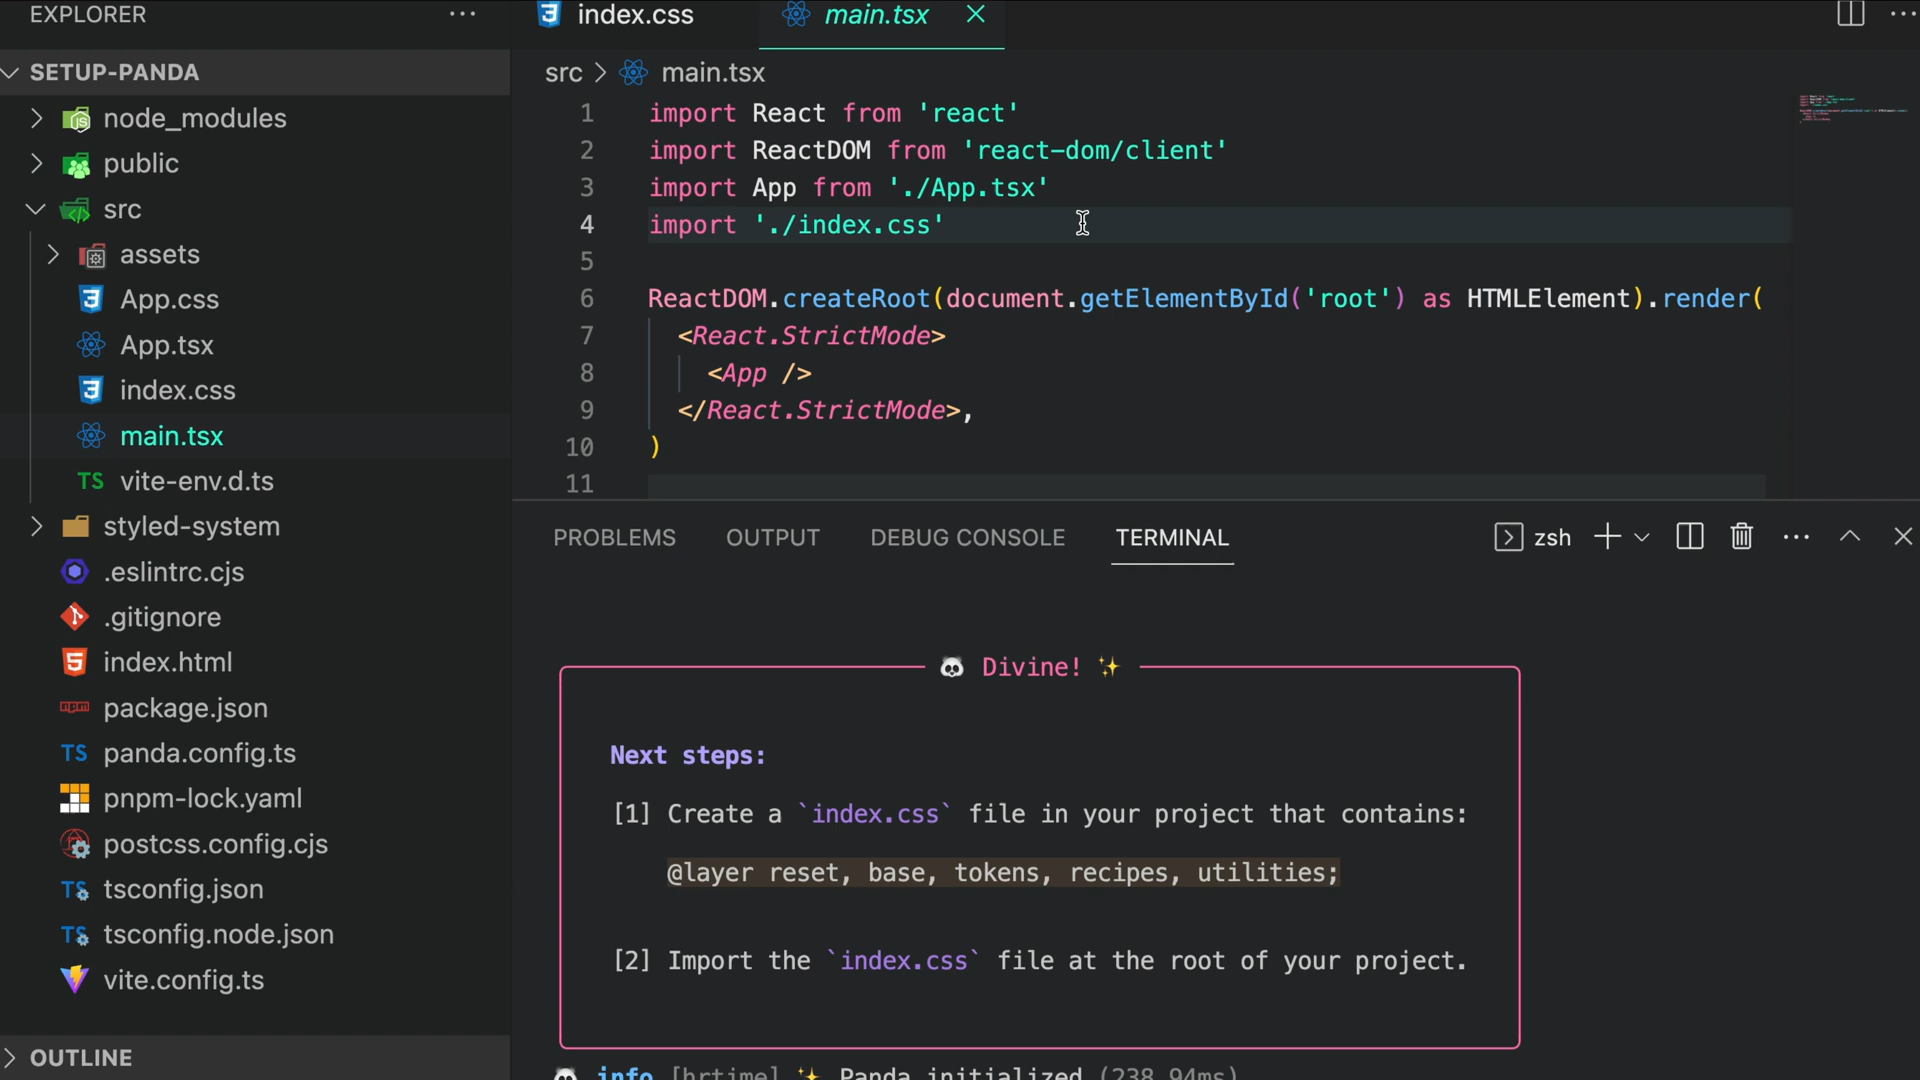 EXPLORER
SETUP-PANDA
node_modules
public
src
assets
App.css
App.tsx
index.css
main.tsx
TS vite-env.d.ts
styled-system
.eslintrc.cjs
.gitignore
index.html
package.json
TS panda.config.ts
pnpm-lock.yaml
postcss.config.cjs
TS tsconfig.json
TS tsconfig.node.json
vite.config.ts
OUTLINE
index.css
main.tsx
src > main.tsx
1 import React from 'react'
2 import ReactDOM from 'react-dom/client'
3 import App from './App.tsx'
4 import './index.css'
5
6 ReactDOM.createRoot(document.getElementById('root') as HTMLElement).render(
7 <React.StrictMode>
8 <App />
9 </React.StrictMode>,
10 )
11
PROBLEMS OUTPUT DEBUG CONSOLE TERMINAL zsh
🐼 Divine! ✨
Next steps:
[1] Create a `index.css` file in your project that contains:
@layer reset, base, tokens, recipes, utilities;
[2] Import the `index.css` file at the root of your project.
🐼 info [hrtime] ✨ Panda initialized (238.94ms)